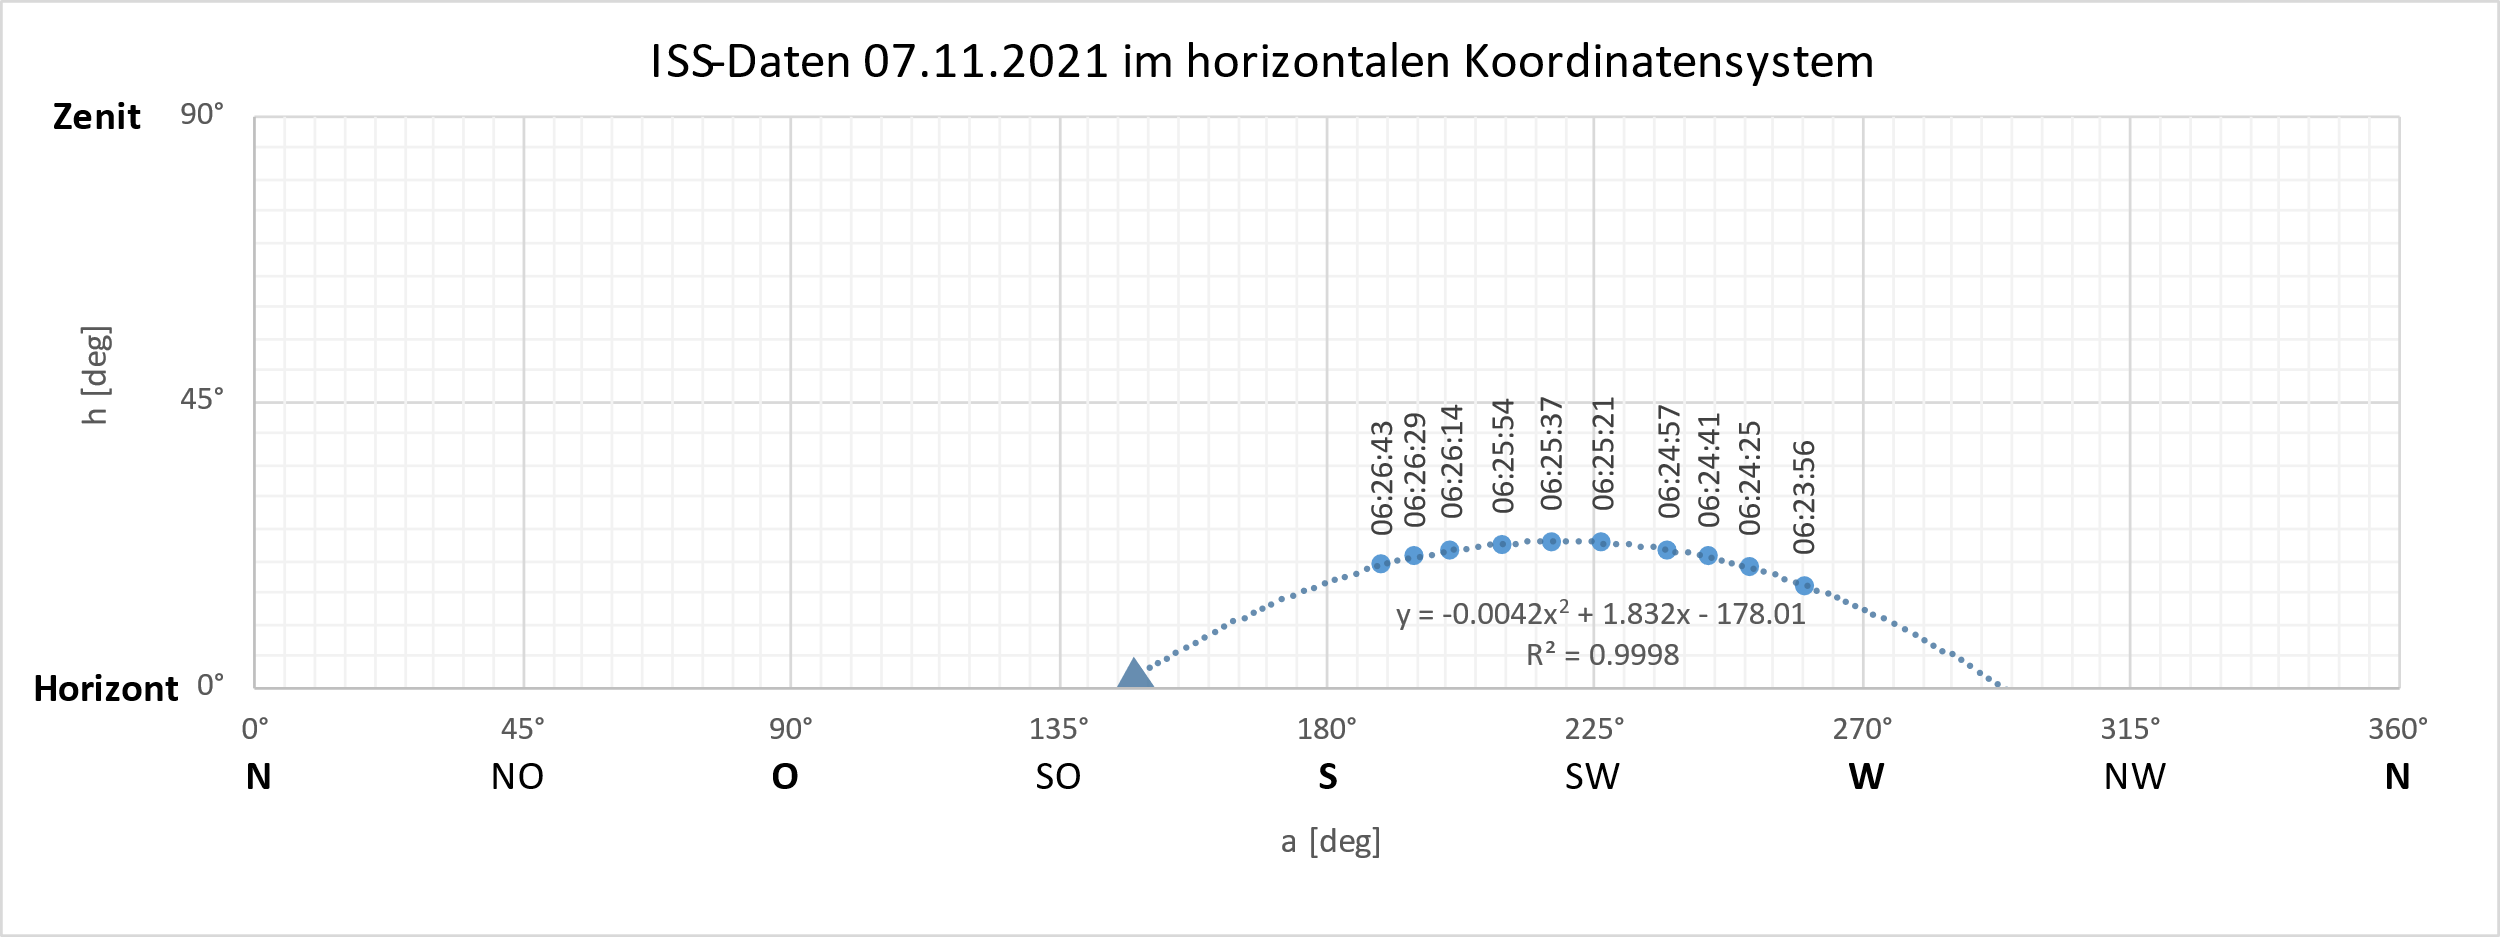 ISS-Daten 07.11.2021 im horizontalen Koordinatensystem
Zenit 90°
h [deg]
45°
06:26:43
06:26:29
06:26:14
06:25:54
06:25:37
06:25:21
06:24:57
06:24:41
06:24:25
06:23:56
y = -0.0042x² + 1.832x - 178.01
R² = 0.9998
Horizont 0°
0° 45° 90° 135° 180° 225° 270° 315° 360°
N NO O SO S SW W NW N
a [deg]